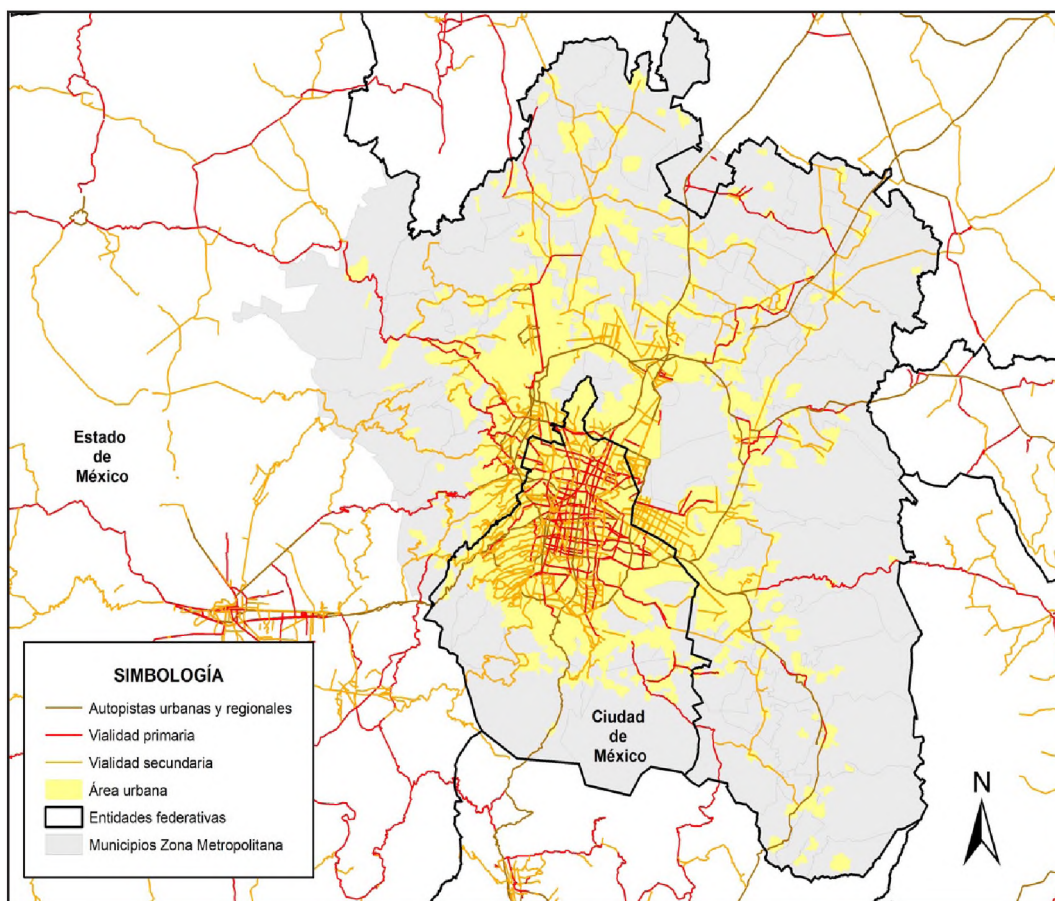 Estado
de
México
SIMBOLOGÍA
Autopistas urbanas y regionales
Vialidad primaria
Vialidad secundaria
Área urbana
Entidades federativas
Municipios Zona Metropolitana
Ciudad
de
México
N